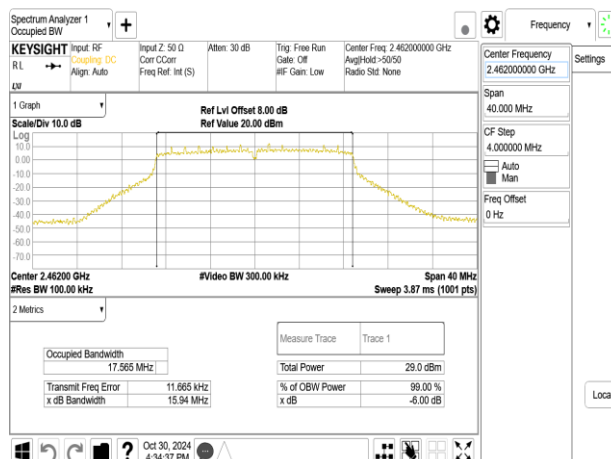 Spectrum Analyzer 1
Occupied BW
Frequency
KEYSIGHT Input: RF Input Z: 50 Ω Atten: 30 dB Trig: Free Run Center Freq: 2.462000000 GHz
RL Coupling: DC Corr CCorr Gate: Off Avg|Hold:>50/50
Align: Auto Freq Ref: Int (S) #IF Gain: Low Radio Std: None
LXI
Center Frequency
2.462000000 GHz
Settings
Span
40.000 MHz
CF Step
4.000000 MHz
Auto
Man
Freq Offset
0 Hz
1 Graph
Ref Lvl Offset 8.00 dB
Scale/Div 10.0 dB Ref Value 20.00 dBm
Log
10.0
0.00
-10.0
-20.0
-30.0
-40.0
-50.0
-60.0
-70.0
Center 2.46200 GHz #Video BW 300.00 kHz Span 40 MHz
#Res BW 100.00 kHz Sweep 3.87 ms (1001 pts)
2 Metrics
Measure Trace Trace 1
Occupied Bandwidth
17.565 MHz
Total Power 29.0 dBm
Transmit Freq Error 11.665 kHz % of OBW Power 99.00 %
x dB Bandwidth 15.94 MHz x dB -6.00 dB
Loca
Oct 30, 2024
4:34:37 PM